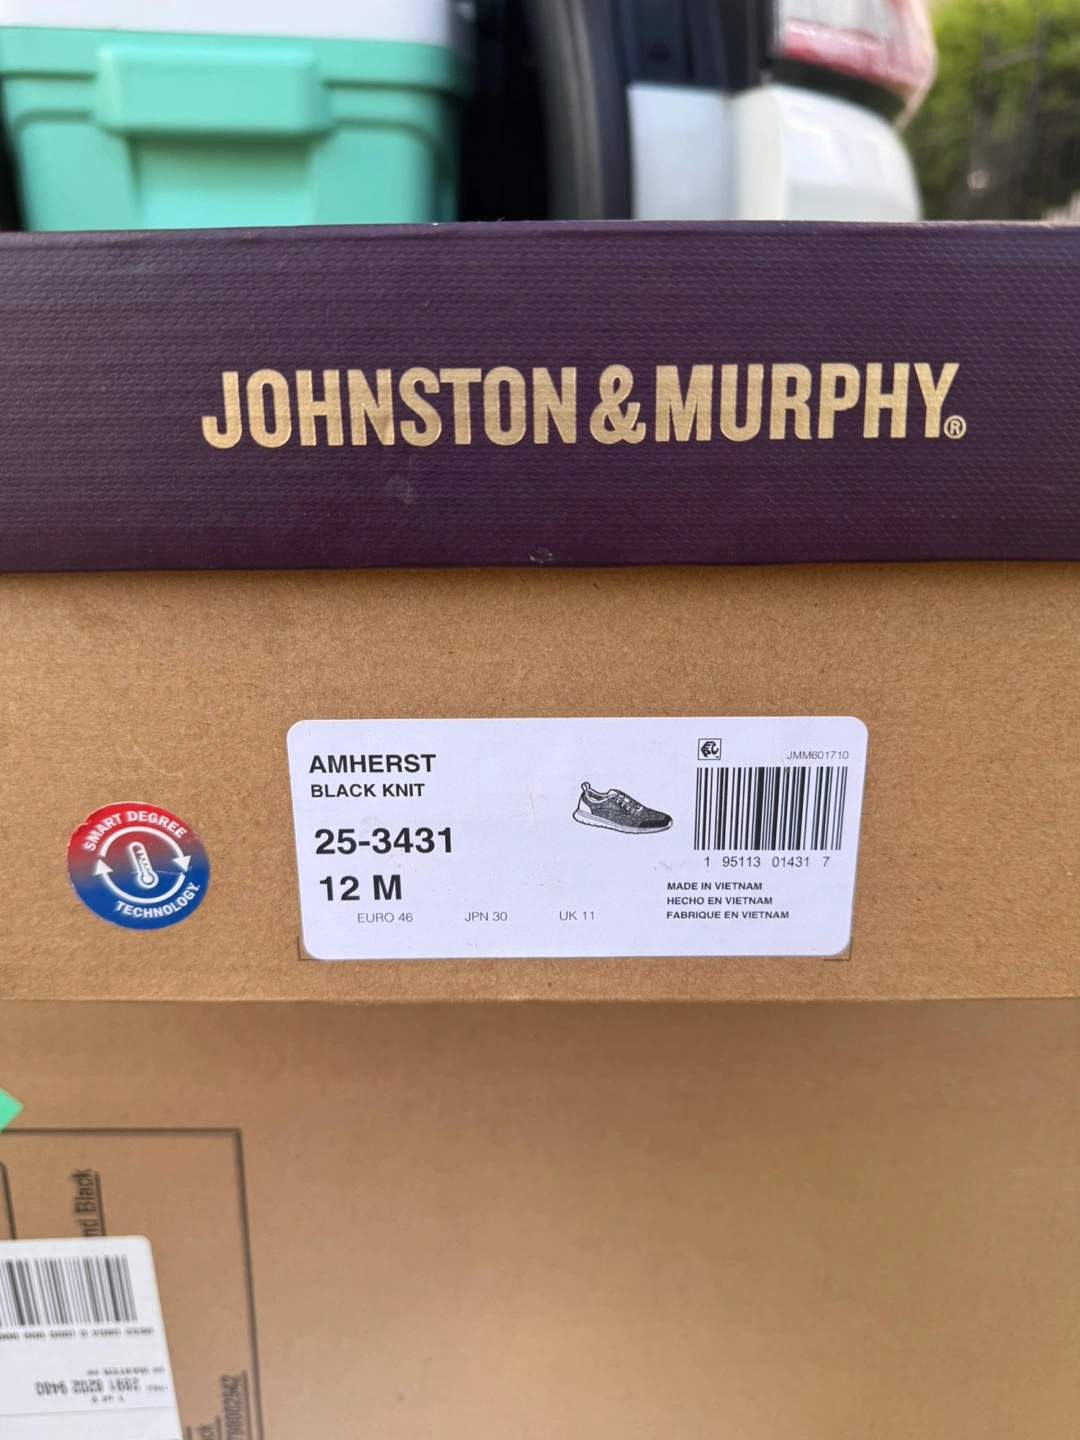 JOHNSTON & MURPHY®
AMHERST
BLACK KNIT
25-3431
12 M
EURO 46 JPN 30 UK 11
JMM601710
1 95113 01431 7
MADE IN VIETNAM
HECHO EN VIETNAM
FABRIQUE EN VIETNAM
SMART DEGREE
TECHNOLOGY.
Black